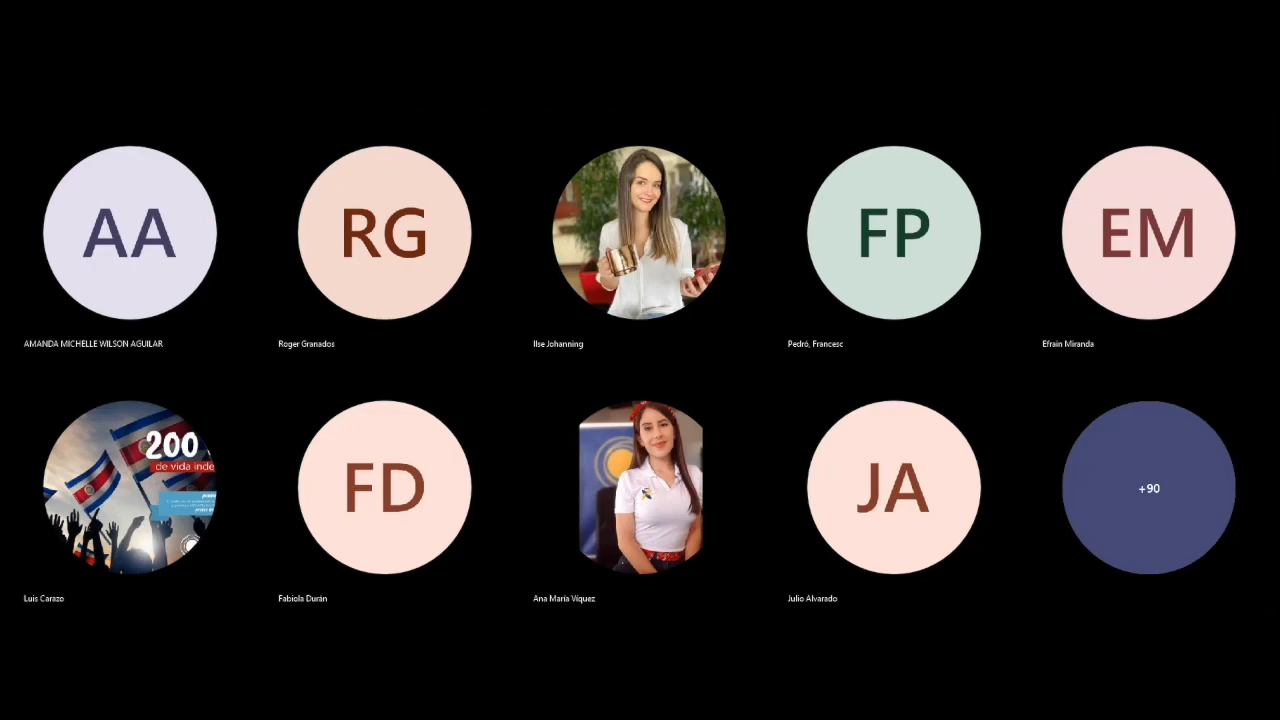 AA
RG
FP
EM
AMANDA MICHELLE WILSON AGUILAR
Roger Granados
Ilse Johanning
Pedró, Francesc
Efrain Miranda
200
de vida inde
FD
JA
+90
Luis Carazo
Fabiola Durán
Ana María Víquez
Julio Alvarado